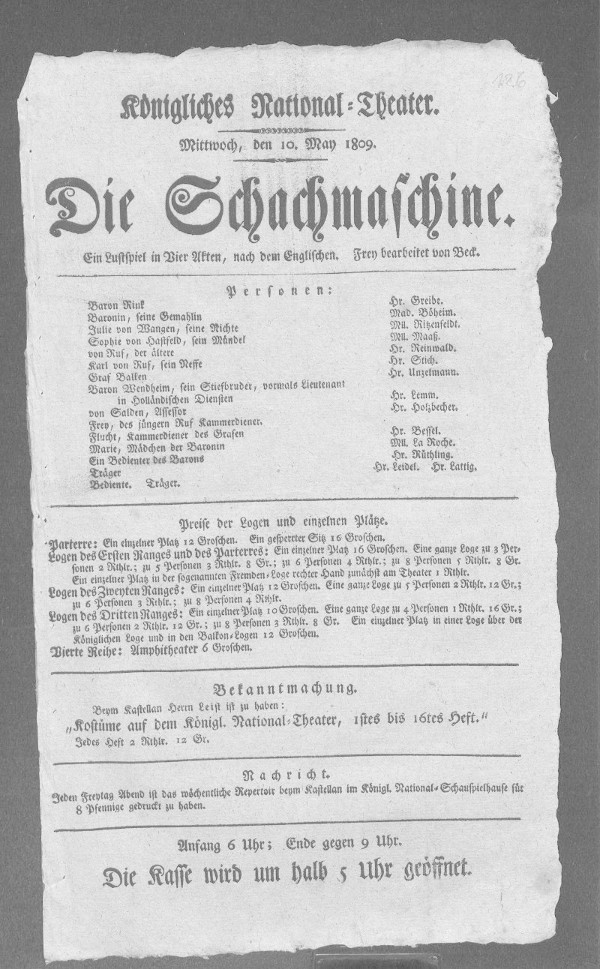 126
Königliches National-Theater.
Mittwoch, den 10. May 1809.
Die Schachmaschine.
Ein Lustspiel in Vier Akten, nach dem Englischen. Frey bearbeitet von Beck.
Personen:
Baron Rink Hr. Greibe.
Baronin, seine Gemahlin Mad. Böheim.
Julie von Wangen, seine Nichte Mll. Ritzenfeldt.
Sophie von Hastfeld, sein Mündel Mll. Maaß.
von Ruf, der ältere Hr. Reinwald.
Karl von Ruf, sein Neffe Hr. Stich.
Graf Balken Hr. Unzelmann.
Baron Wendheim, sein Stiefbruder, vormals Lieutenant
in Holländischen Diensten Hr. Lemm.
von Salden, Assessor Hr. Holzbecher.
Frey, des jüngern Ruf Kammerdiener.
Flucht, Kammerdiener des Grafen Hr. Bessel.
Marie, Mädchen der Baronin Mll. La Roche.
Ein Bedienter des Barons Hr. Rüthling.
Träger Hr. Leidel. Hr. Lattig.
Bediente. Träger.
Preise der Logen und einzelnen Plätze.
Parterre: Ein einzelner Platz 12 Groschen. Ein gesperrter Sitz 16 Groschen.
Logen des Ersten Ranges und des Parterres: Ein einzelner Platz 16 Groschen. Eine ganze Loge zu 3 Per-
sonen 2 Rthlr.; zu 5 Personen 3 Rthlr. 8 Gr.; zu 6 Personen 4 Rthlr.; zu 8 Personen 5 Rthlr. 8 Gr.
Ein einzelner Platz in der sogenannten Fremden-Loge rechter Hand zunächst am Theater 1 Rthlr.
Logen des Zweyten Ranges: Ein einzelner Platz 12 Groschen. Eine ganze Loge zu 5 Personen 2 Rthlr. 12 Gr.;
zu 6 Personen 3 Rthlr.; zu 8 Personen 4 Rthlr.
Logen des Dritten Ranges: Ein einzelner Platz 10 Groschen. Eine ganze Loge zu 4 Personen 1 Rthlr. 16 Gr.;
zu 6 Personen 2 Rthlr. 12 Gr.; zu 8 Personen 3 Rthlr. 8 Gr. Ein einzelner Platz in einer Loge über der
Königlichen Loge und in den Balkon-Logen 12 Groschen.
Vierte Reihe: Amphitheater 6 Groschen.
Bekanntmachung.
Beym Kastellan Herrn Leist ist zu haben:
„Kostüme auf dem Königl. National-Theater, 1stes bis 16tes Heft.“
Jedes Heft 2 Rthlr. 12 Gr.
Nachricht.
Jeden Freytag Abend ist das wöchentliche Repertoir beym Kastellan im Königl. National-Schauspielhause für
8 Pfennige gedruckt zu haben.
Anfang 6 Uhr; Ende gegen 9 Uhr.
Die Kasse wird um halb 5 Uhr geöffnet.